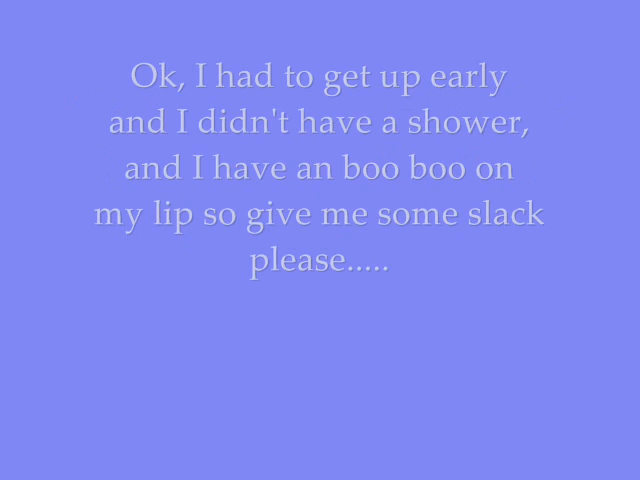 Ok, I had to get up early
and I didn't have a shower,
and I have an boo boo on
my lip so give me some slack
please.....